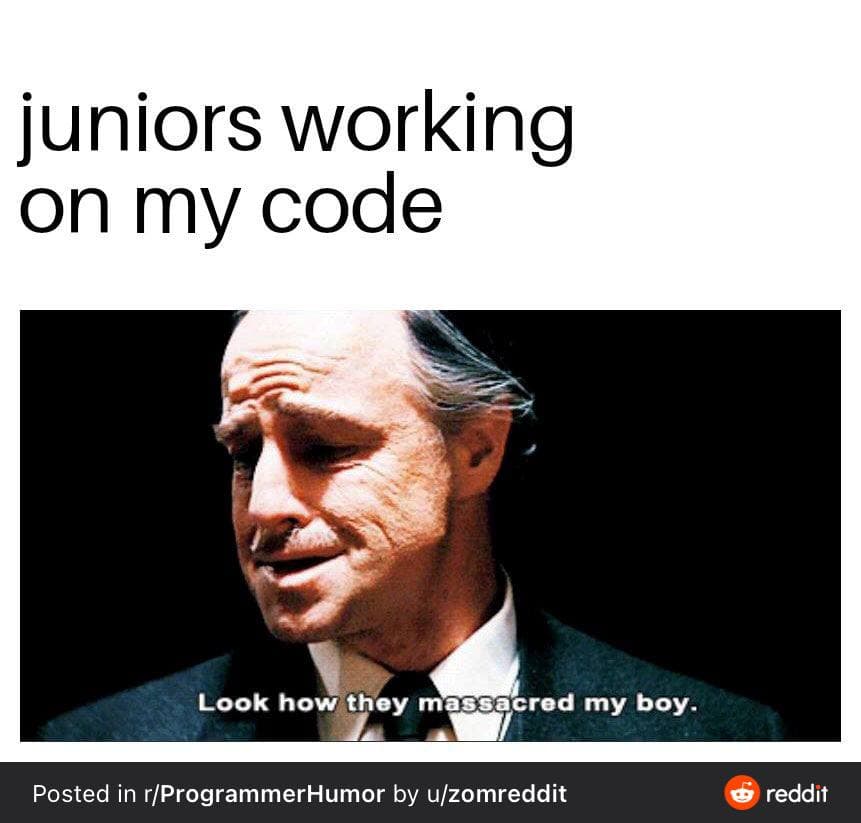 juniors working
on my code
Look how they massacred my boy.
Posted in r/ProgrammerHumor by u/zomreddit
reddit